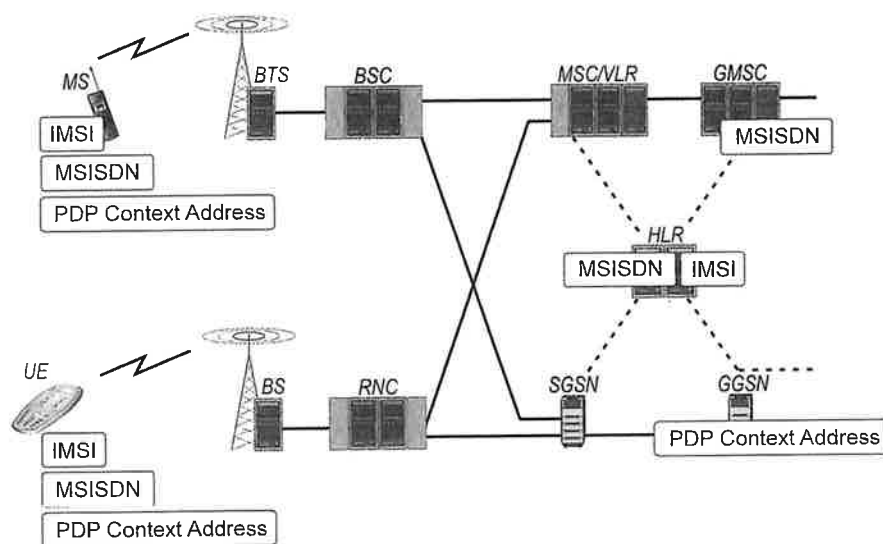 MS
BTS
BSC
MSC/VLR
GMSC
IMSI
MSISDN
MSISDN
PDP Context Address
HLR
MSISDN
IMSI
UE
BS
RNC
SGSN
GGSN
PDP Context Address
IMSI
MSISDN
PDP Context Address